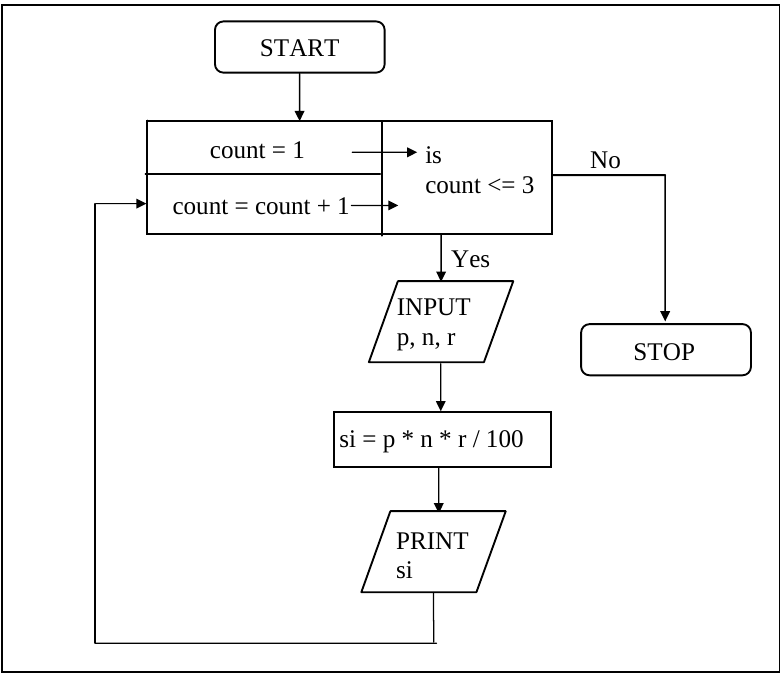 START
count = 1
is
count <= 3
count = count + 1
No
Yes
INPUT
p, n, r
STOP
si = p * n * r / 100
PRINT
si